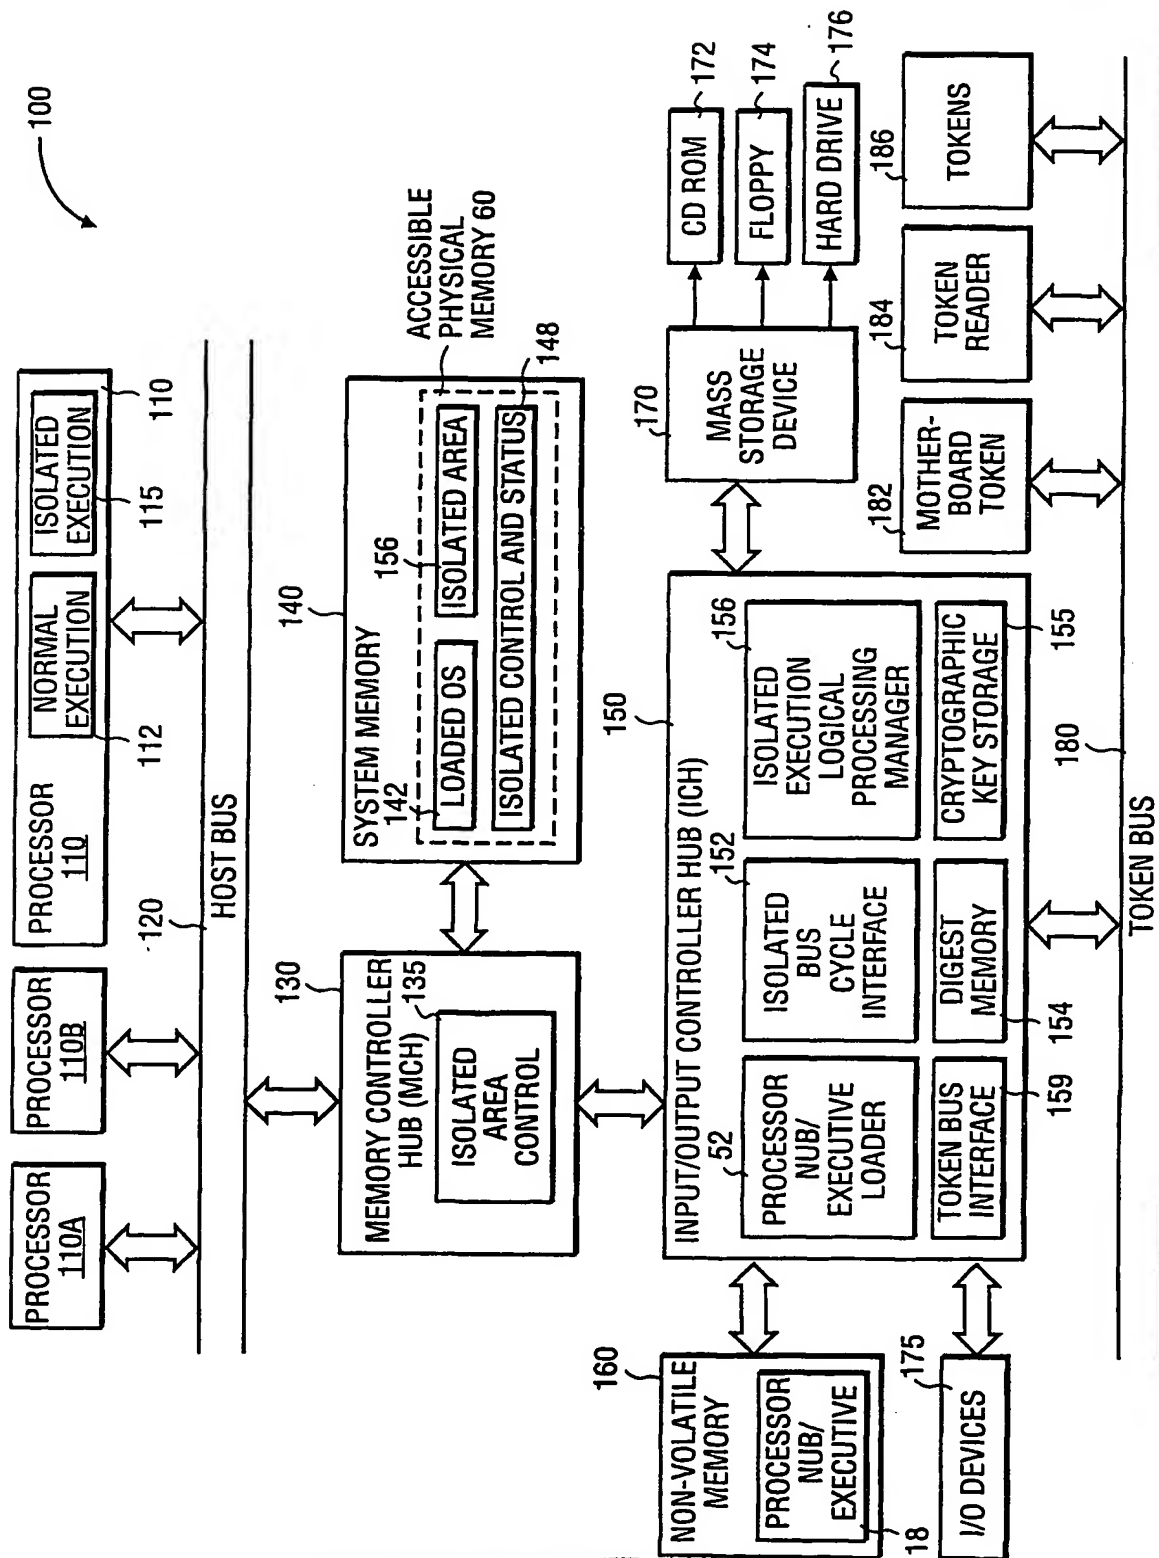 100
PROCESSOR
110A
PROCESSOR
110B
PROCESSOR
110
NORMAL
EXECUTION
112
ISOLATED
EXECUTION
115
110
120
HOST BUS
MEMORY CONTROLLER
HUB (MCH)
130
135
ISOLATED
AREA
CONTROL
140
SYSTEM MEMORY
142
LOADED OS
156
ISOLATED AREA
ISOLATED CONTROL AND STATUS
148
ACCESSIBLE
PHYSICAL
MEMORY 60
160
NON-VOLATILE
MEMORY
PROCESSOR
NUB/
EXECUTIVE
18
175
I/O DEVICES
150
INPUT/OUTPUT CONTROLLER HUB (ICH)
52
PROCESSOR
NUB/
EXECUTIVE
LOADER
152
ISOLATED
BUS
CYCLE
INTERFACE
156
ISOLATED
EXECUTION
LOGICAL
PROCESSING
MANAGER
TOKEN BUS
INTERFACE
159
DIGEST
MEMORY
154
CRYPTOGRAPHIC
KEY STORAGE
155
170
MASS
STORAGE
DEVICE
CD ROM
172
FLOPPY
174
HARD DRIVE
176
182
MOTHER-
BOARD
TOKEN
184
TOKEN
READER
186
TOKENS
180
TOKEN BUS